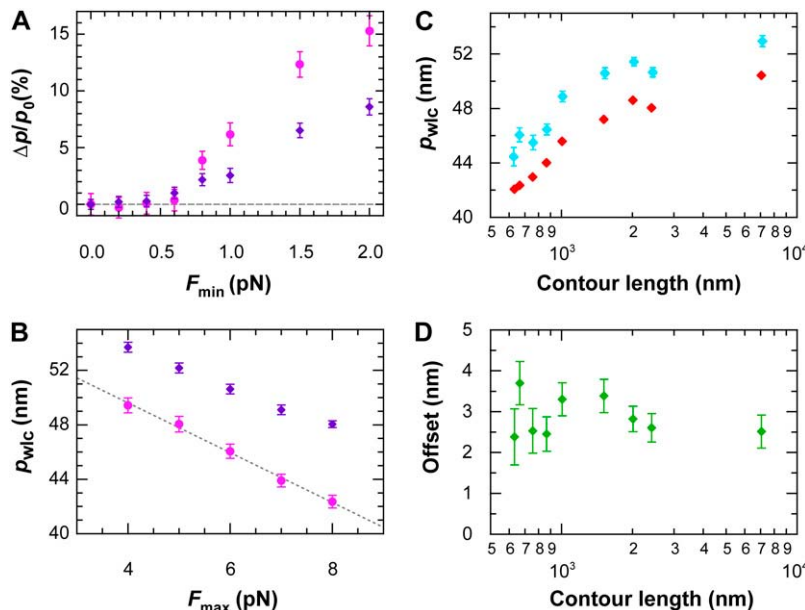 A
Δp/p₀(%)
15
10
5
0
0.0 0.5 1.0 1.5 2.0
Fmin (pN)
B
pwlc (nm)
52
48
44
40
4 6 8
Fmax (pN)
C
pwlc (nm)
52
48
44
40
5 6 7 8 9 2 3 4 5 6 7 8 9
10³ 10⁴
Contour length (nm)
D
Offset (nm)
5
4
3
2
1
0
5 6 7 8 9 2 3 4 5 6 7 8 9
10³ 10⁴
Contour length (nm)